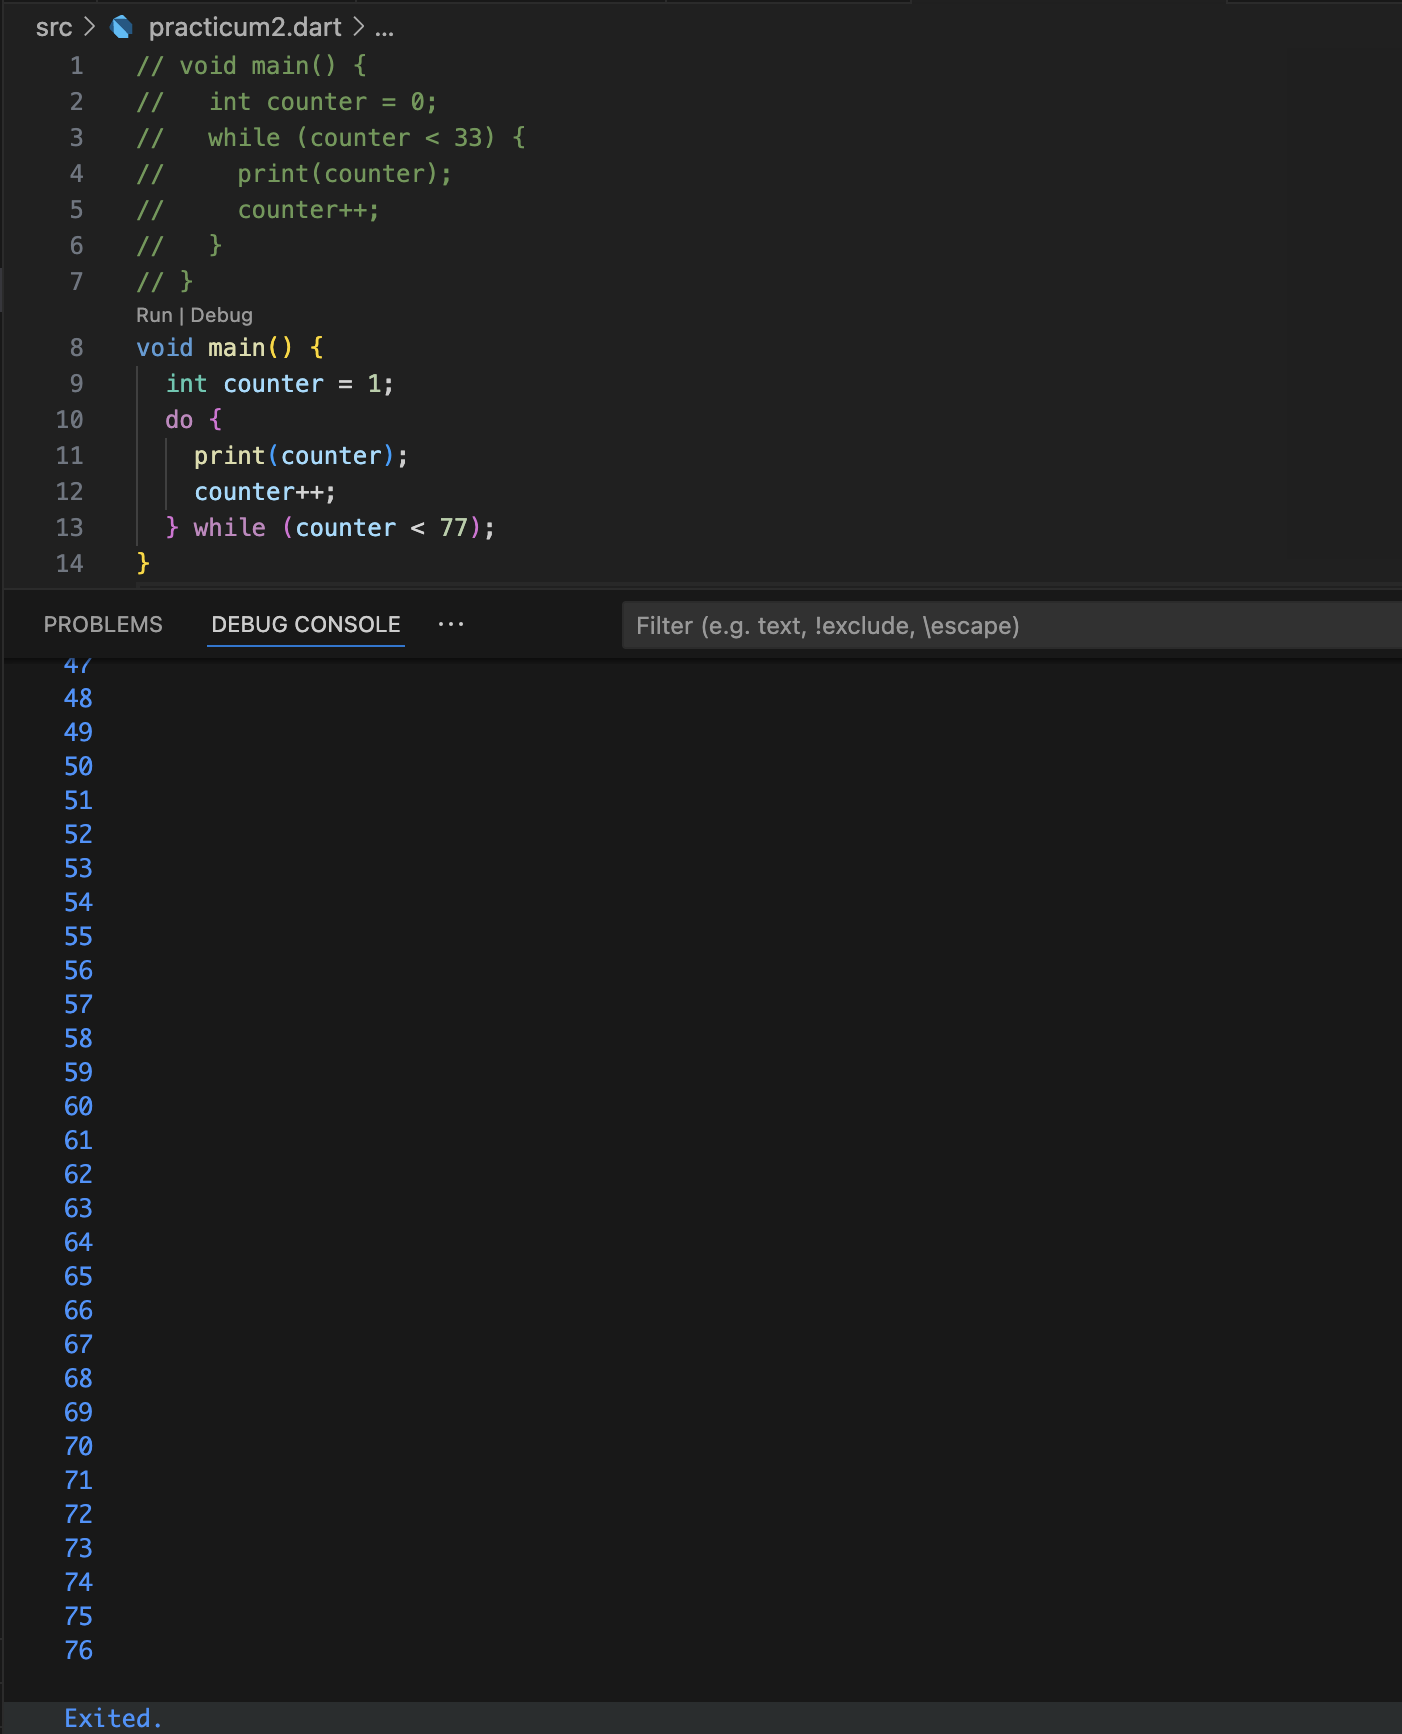 src > practicum2.dart > ...
1 // void main() {
2 //   int counter = 0;
3 //   while (counter < 33) {
4 //     print(counter);
5 //     counter++;
6 //   }
7 // }
Run | Debug
8 void main() {
9   int counter = 1;
10   do {
11     print(counter);
12     counter++;
13   } while (counter < 77);
14 }
PROBLEMS DEBUG CONSOLE ··· Filter (e.g. text, !exclude, \escape)
47
48
49
50
51
52
53
54
55
56
57
58
59
60
61
62
63
64
65
66
67
68
69
70
71
72
73
74
75
76
Exited.